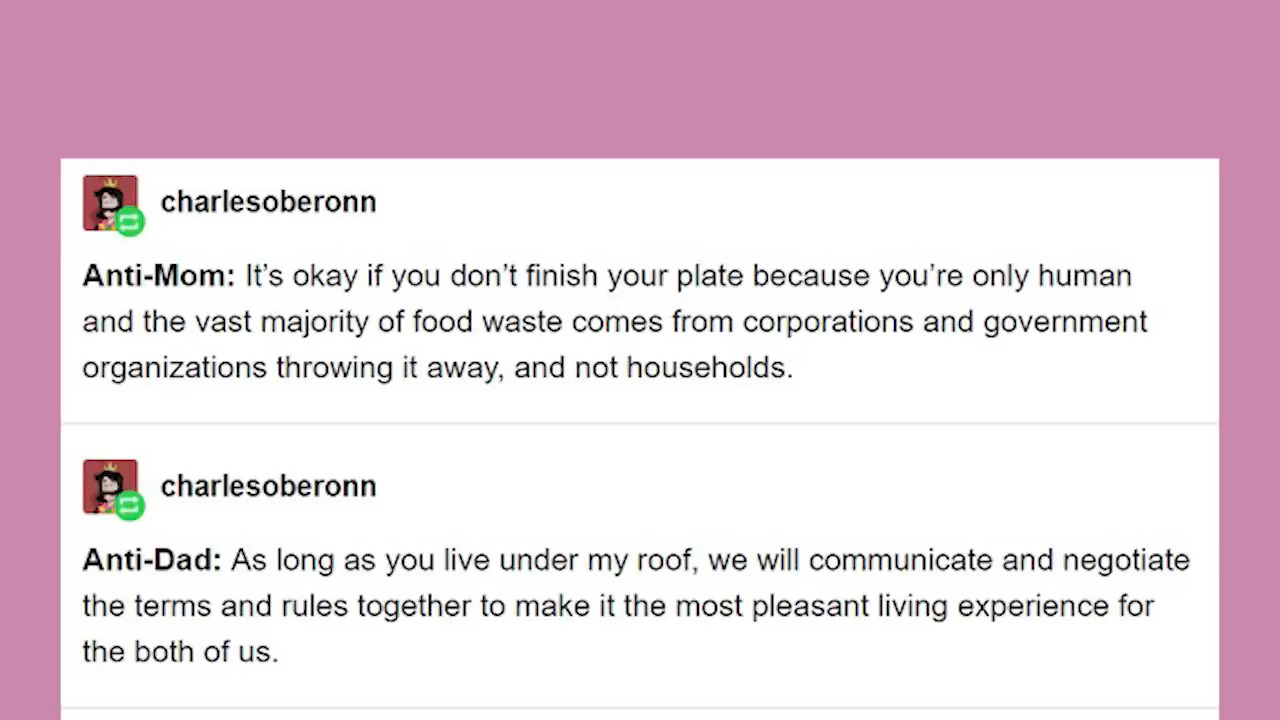 charlesoberonn
Anti-Mom: It’s okay if you don’t finish your plate because you’re only human
and the vast majority of food waste comes from corporations and government
organizations throwing it away, and not households.
charlesoberonn
Anti-Dad: As long as you live under my roof, we will communicate and negotiate
the terms and rules together to make it the most pleasant living experience for
the both of us.